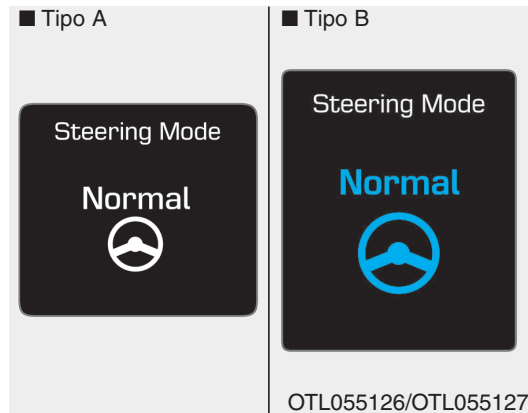 ■ Tipo A
Steering Mode
Normal
■ Tipo B
Steering Mode
Normal
OTL055126/OTL055127